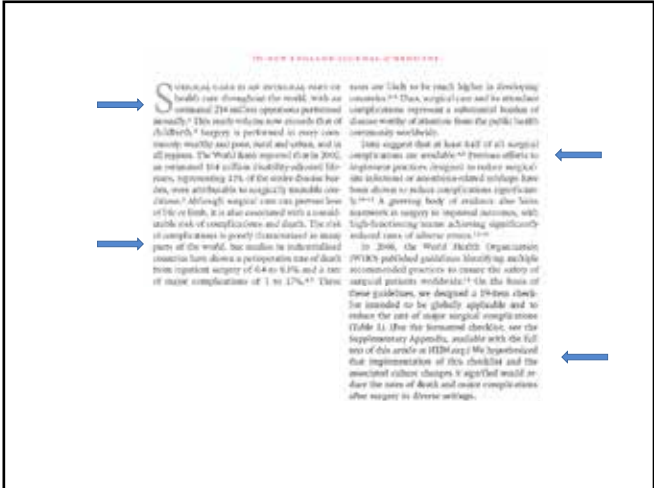 THE NEW ENGLAND JOURNAL of MEDICINE
SURGICAL CARE IS AN INTEGRAL PART OF
health care throughout the world, with an
estimated 234 million operations performed
annually. This yearly volume now exceeds that of
childbirth. Surgery is performed in every com-
munity: wealthy and poor, rural and urban, and in
all regions. The World Bank reported that in 2002,
an estimated 164 million disability-adjusted life-
years, representing 11% of the entire disease bur-
den, were attributable to surgically treatable con-
ditions. Although surgical care can prevent loss
of life or limb, it is also associated with a consid-
erable risk of complications and death. The risk
of complications is poorly characterized in many
parts of the world, but studies in industrialized
countries have shown a perioperative rate of death
from inpatient surgery of 0.4 to 0.8% and a rate
of major complications of 3 to 17%. These
rates are likely to be much higher in developing
countries. Thus, surgical care and its attendant
complications represent a substantial burden of
disease worthy of attention from the public health
community worldwide.
Data suggest that at least half of all surgical
complications are avoidable. Previous efforts to
implement practices designed to reduce surgical-
site infections or anesthesia-related mishaps have
been shown to reduce complications significant-
ly. A growing body of evidence also links
teamwork in surgery to improved outcomes, with
high-functioning teams achieving significantly
reduced rates of adverse events.
In 2008, the World Health Organization
(WHO) published guidelines identifying multiple
recommended practices to ensure the safety of
surgical patients worldwide. On the basis of
these guidelines, we designed a 19-item check-
list intended to be globally applicable and to
reduce the rate of major surgical complications
(Table 1). (For the formatted checklist, see the
Supplementary Appendix, available with the full
text of this article at NEJM.org.) We hypothesized
that implementation of this checklist and the
associated culture changes it signified would re-
duce the rates of death and major complications
after surgery in diverse settings.